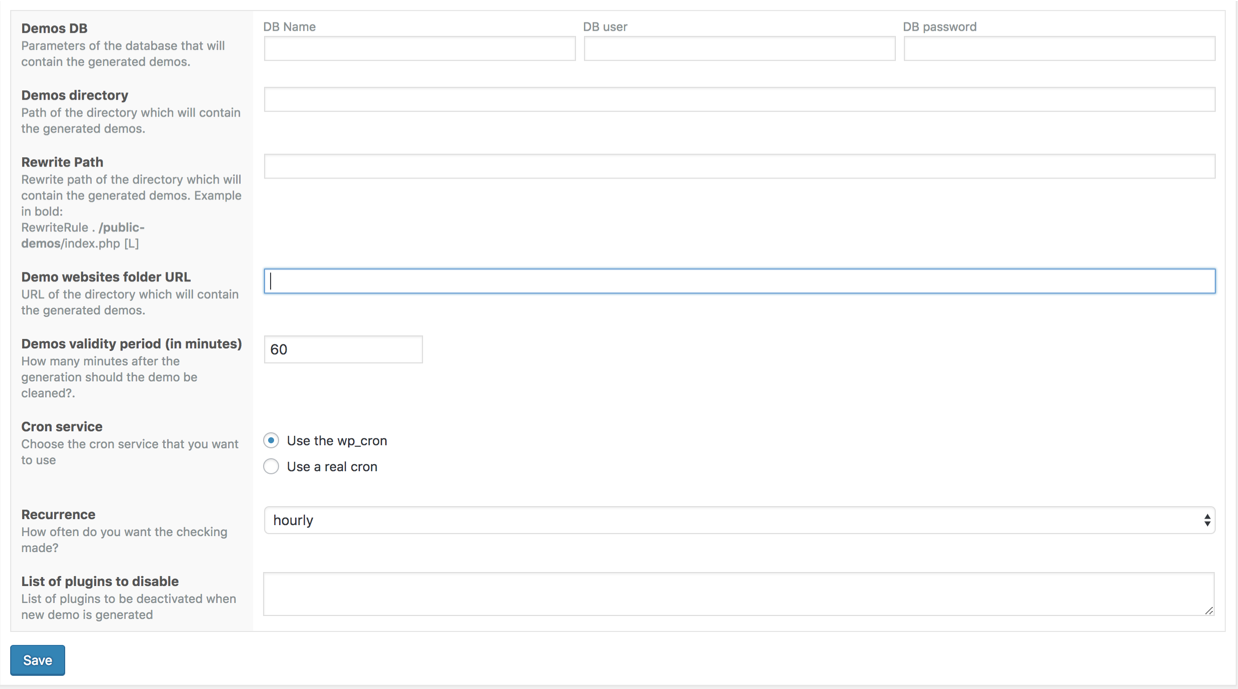 Demos DB
Parameters of the database that will
contain the generated demos.
DB Name
DB user
DB password
Demos directory
Path of the directory which will contain
the generated demos.
Rewrite Path
Rewrite path of the directory which will
contain the generated demos. Example
in bold:
RewriteRule . /public-
demos/index.php [L]
Demo websites folder URL
URL of the directory which will contain
the generated demos.
Demos validity period (in minutes)
How many minutes after the
generation should the demo be
cleaned?.
60
Cron service
Choose the cron service that you want
to use
Use the wp_cron
Use a real cron
Recurrence
How often do you want the checking
made?
hourly
List of plugins to disable
List of plugins to be deactivated when
new demo is generated
Save